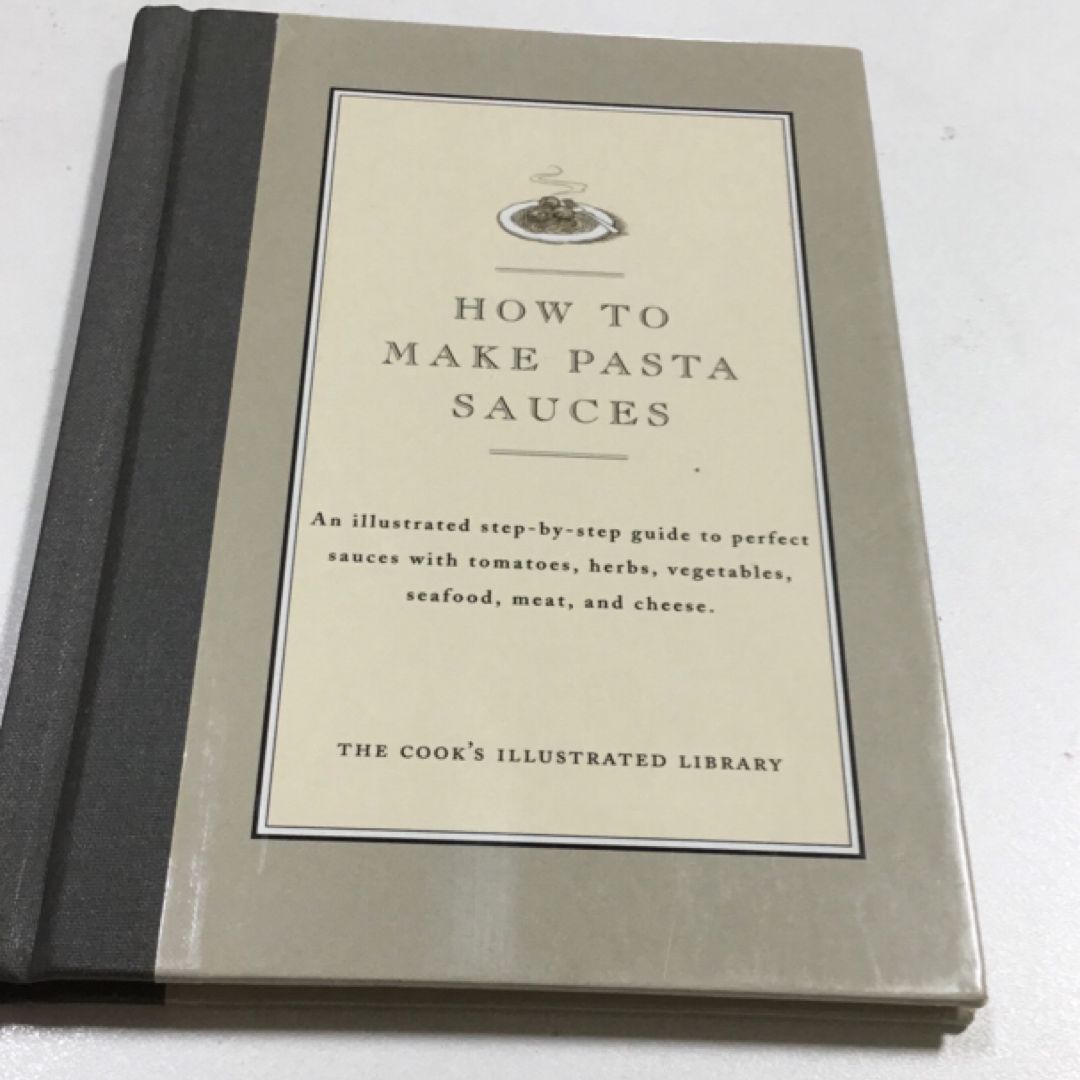 HOW TO
MAKE PASTA
SAUCES
An illustrated step-by-step guide to perfect
sauces with tomatoes, herbs, vegetables,
seafood, meat, and cheese.
THE COOK'S ILLUSTRATED LIBRARY